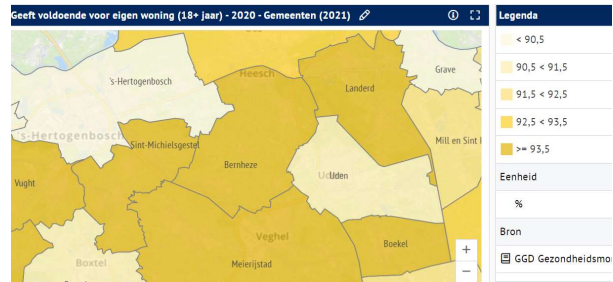 Geeft voldoende voor eigen woning (18+ jaar) - 2020 - Gemeenten (2021)
Legenda
< 90,5
90,5 < 91,5
91,5 < 92,5
92,5 < 93,5
>= 93,5
Eenheid
%
Bron
GGD Gezondheidsmo
Heesch
Grave
's-Hertogenbosch
Landerd
's-Hertogenbosch
Sint-Michielsgestel
Mill en Sint
Bernheze
Uden
Vught
Veghel
Boekel
Boxtel
Meierijstad
+
−